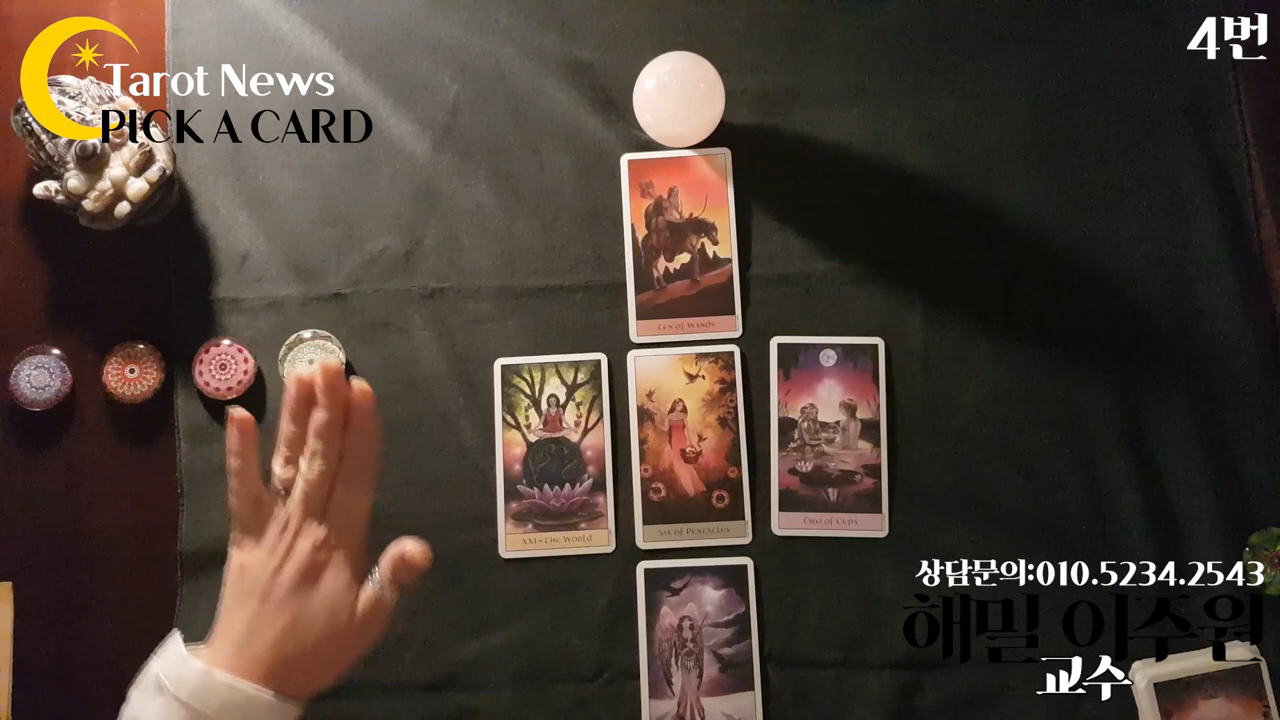 Tarot News
PICK A CARD
4번
TEN OF WANDS
XXI • THE WORLD
SIX OF PENTACLES
TWO OF CUPS
상담문의:010.5234.2543
해밀 이주원
교수